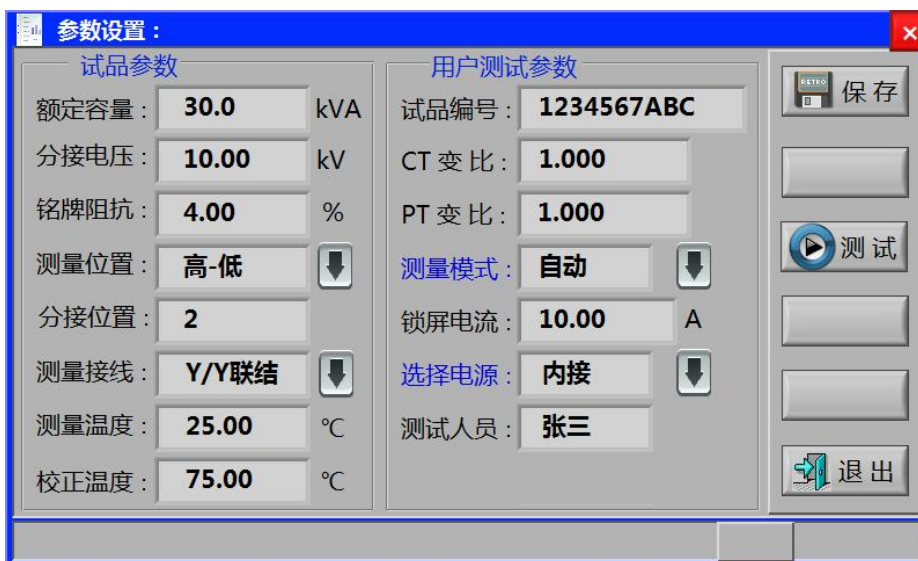 参数设置：
试品参数
额定容量： 30.0 kVA
分接电压： 10.00 kV
铭牌阻抗： 4.00 %
测量位置： 高-低
分接位置： 2
测量接线： Y/Y联结
测量温度： 25.00 ℃
校正温度： 75.00 ℃
用户测试参数
试品编号： 1234567ABC
CT 变 比： 1.000
PT 变 比： 1.000
测量模式： 自动
锁屏电流： 10.00 A
选择电源： 内接
测试人员： 张三
RETRO
保 存
测 试
退 出